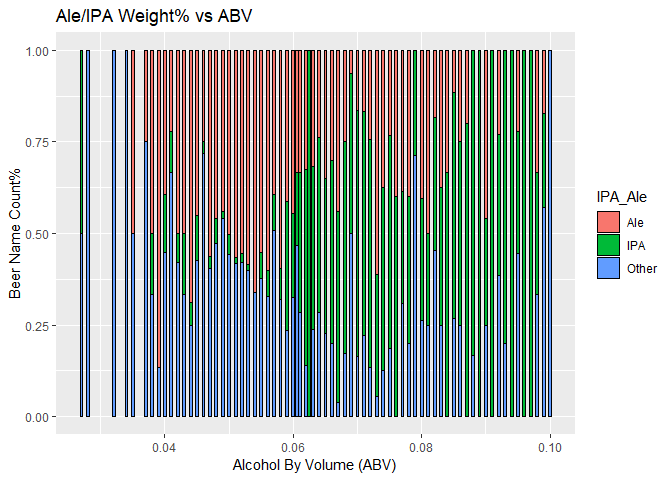 Ale/IPA Weight% vs ABV
1.00
0.75
0.50
0.25
0.00
Beer Name Count%
0.04
0.06
0.08
0.10
Alcohol By Volume (ABV)
IPA_Ale
Ale
IPA
Other